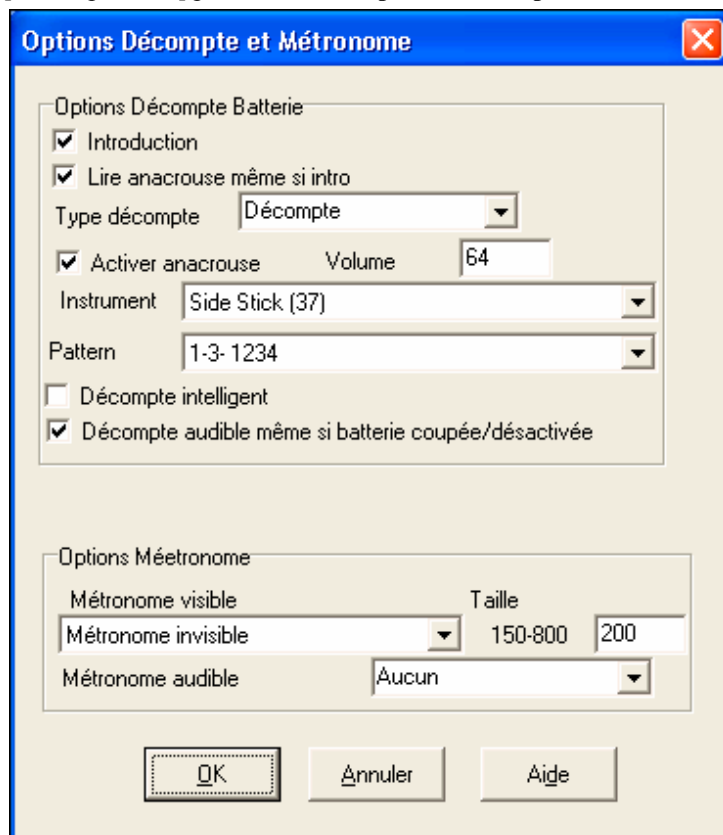 Options Décompte et Métronome
Options Décompte Batterie
Introduction
Lire anacrouse même si intro
Type décompte Décompte
Activer anacrouse Volume 64
Instrument Side Stick (37)
Pattern 1-3- 1234
Décompte intelligent
Décompte audible même si batterie coupée/désactivée
Options Méetronome
Métronome visible Taille
Métronome invisible 150-800 200
Métronome audible Aucun
OK Annuler Aide